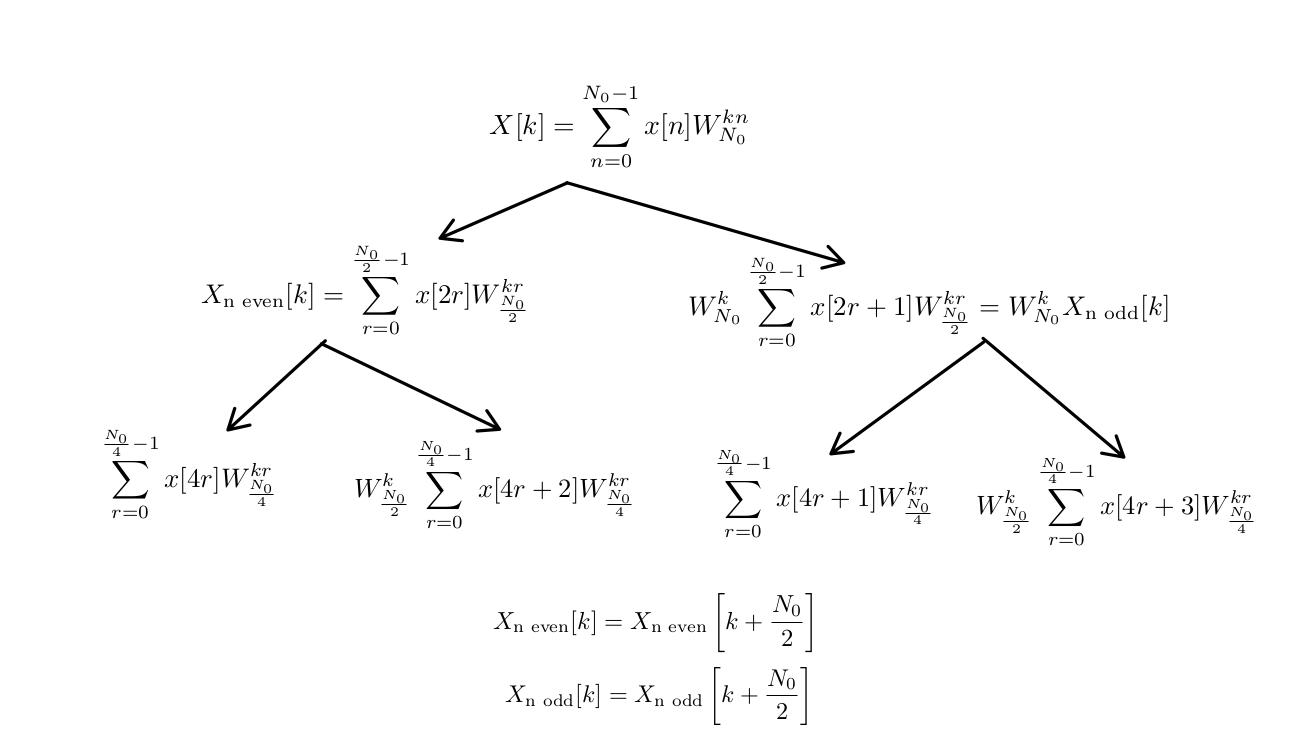 $X[k] = \sum_{n=0}^{N_0-1} x[n] W_{N_0}^{kn}$
$X_{\text{n even}}[k] = \sum_{r=0}^{\frac{N_0}{2}-1} x[2r] W_{\frac{N_0}{2}}^{kr}$
$W_{N_0}^{k} \sum_{r=0}^{\frac{N_0}{2}-1} x[2r+1] W_{\frac{N_0}{2}}^{kr} = W_{N_0}^{k} X_{\text{n odd}}[k]$
$\sum_{r=0}^{\frac{N_0}{4}-1} x[4r] W_{\frac{N_0}{4}}^{kr}$
$W_{\frac{N_0}{2}}^{k} \sum_{r=0}^{\frac{N_0}{4}-1} x[4r+2] W_{\frac{N_0}{4}}^{kr}$
$\sum_{r=0}^{\frac{N_0}{4}-1} x[4r+1] W_{\frac{N_0}{4}}^{kr}$
$W_{\frac{N_0}{2}}^{k} \sum_{r=0}^{\frac{N_0}{4}-1} x[4r+3] W_{\frac{N_0}{4}}^{kr}$
$X_{\text{n even}}[k] = X_{\text{n even}}\left[k + \frac{N_0}{2}\right]$
$X_{\text{n odd}}[k] = X_{\text{n odd}}\left[k + \frac{N_0}{2}\right]$